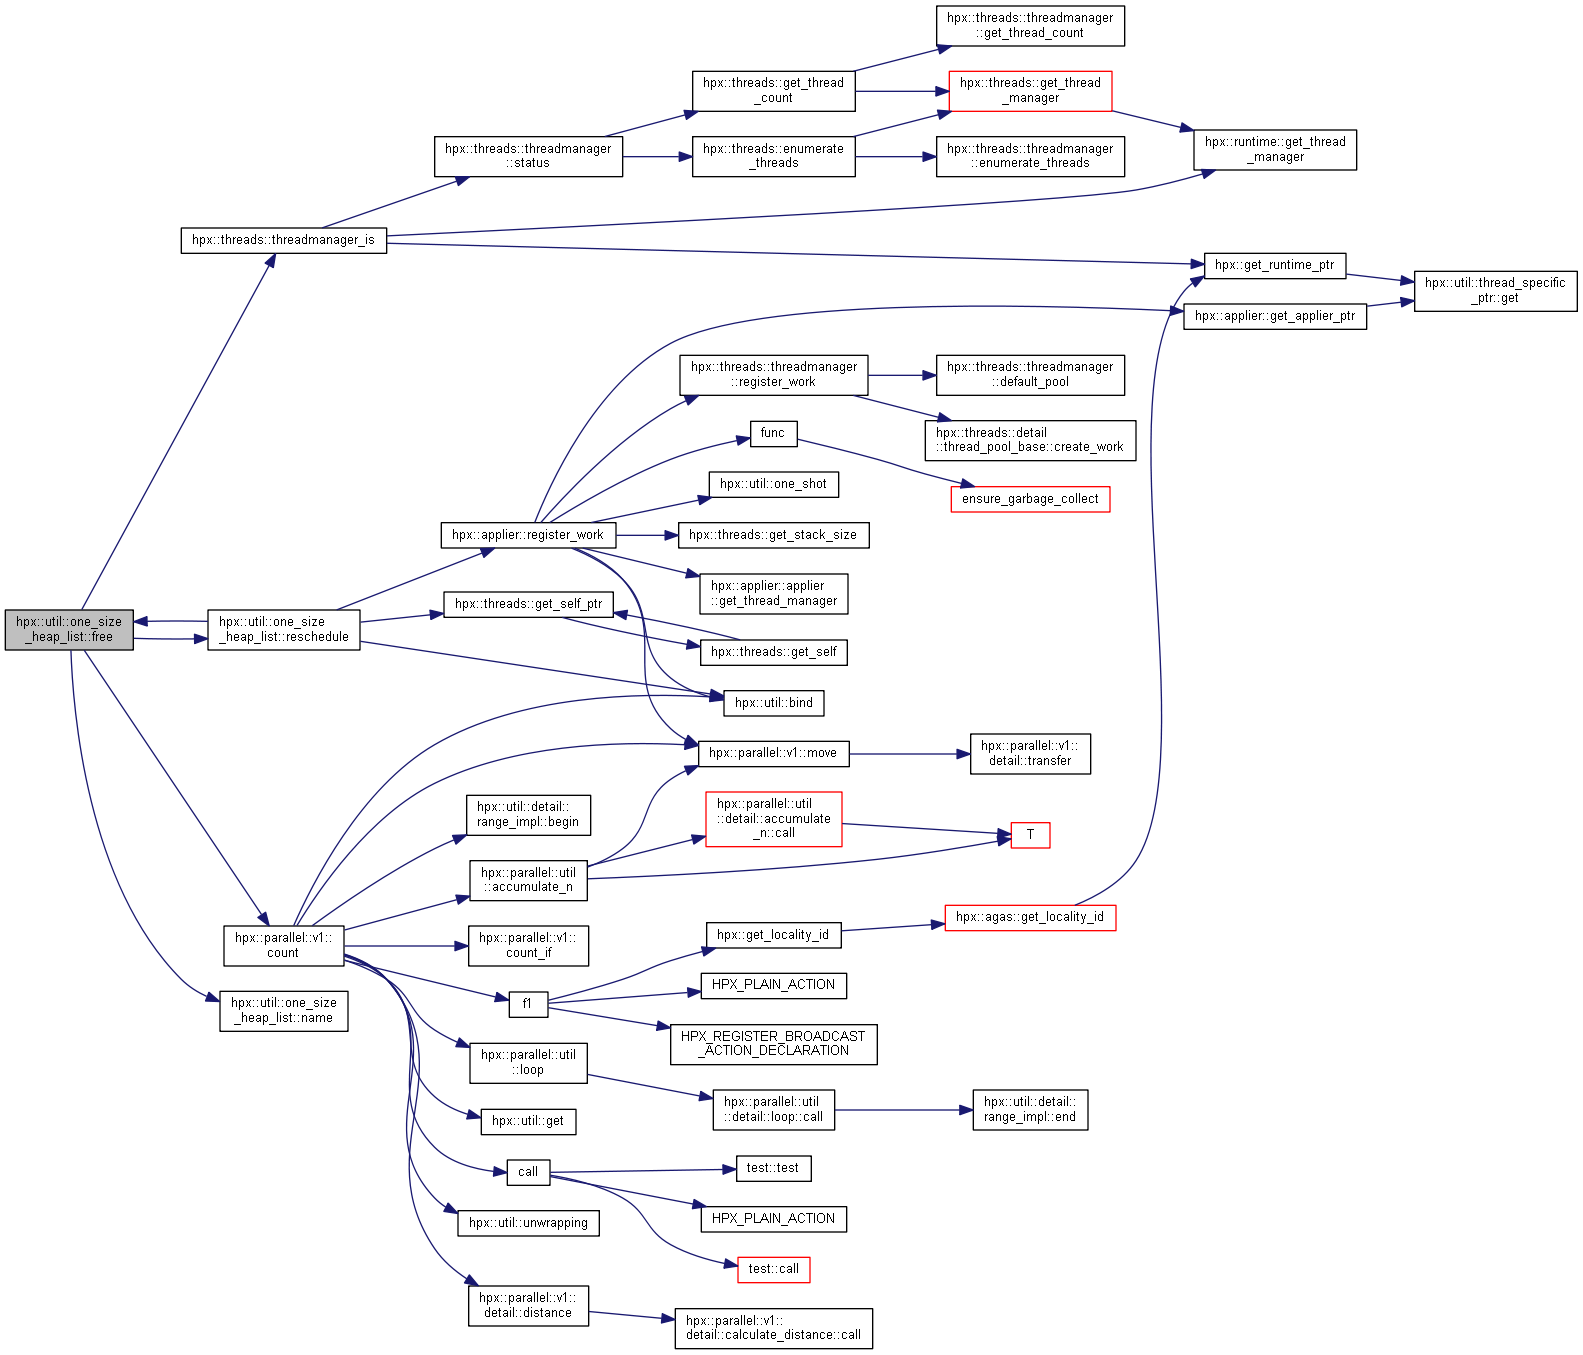 hpx::threads::threadmanager
::get_thread_count
hpx::threads::get_thread
_count
hpx::threads::get_thread
_manager
hpx::threads::threadmanager
::status
hpx::threads::enumerate
_threads
hpx::threads::threadmanager
::enumerate_threads
hpx::runtime::get_thread
_manager
hpx::threads::threadmanager_is
hpx::get_runtime_ptr
hpx::util::thread_specific
_ptr::get
hpx::applier::get_applier_ptr
hpx::threads::threadmanager
::register_work
hpx::threads::threadmanager
::default_pool
func
hpx::threads::detail
::thread_pool_base::create_work
hpx::util::one_shot
ensure_garbage_collect
hpx::applier::register_work
hpx::threads::get_stack_size
hpx::applier::applier
::get_thread_manager
hpx::threads::get_self_ptr
hpx::util::one_size
_heap_list::free
hpx::util::one_size
_heap_list::reschedule
hpx::threads::get_self
hpx::util::bind
hpx::parallel::v1::move
hpx::parallel::v1::
detail::transfer
hpx::util::detail::
range_impl::begin
hpx::parallel::util
::detail::accumulate
_n::call
T
hpx::parallel::util
::accumulate_n
hpx::parallel::v1::
count
hpx::parallel::v1::
count_if
hpx::get_locality_id
hpx::agas::get_locality_id
HPX_PLAIN_ACTION
f1
hpx::util::one_size
_heap_list::name
HPX_REGISTER_BROADCAST
_ACTION_DECLARATION
hpx::parallel::util
::loop
hpx::parallel::util
::detail::loop::call
hpx::util::detail::
range_impl::end
hpx::util::get
call
test::test
HPX_PLAIN_ACTION
hpx::util::unwrapping
test::call
hpx::parallel::v1::
detail::distance
hpx::parallel::v1::
detail::calculate_distance::call